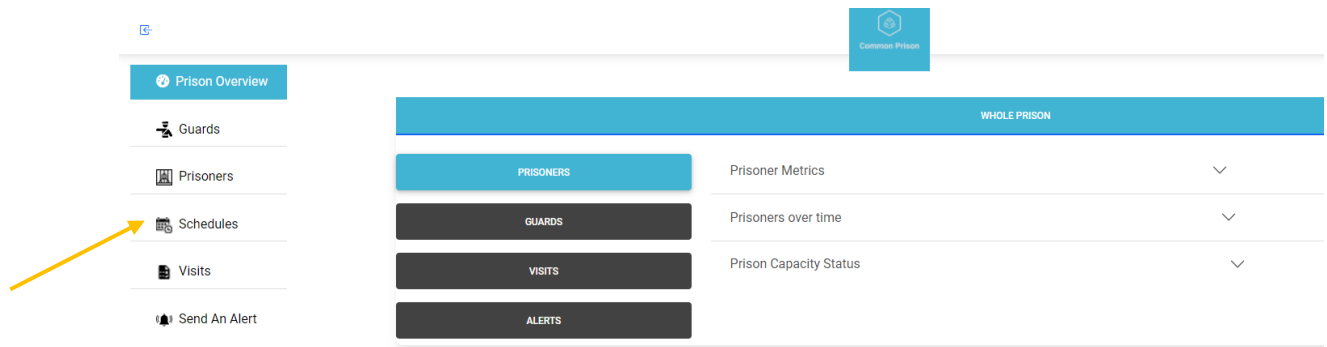 Common Prison
Prison Overview
Guards
Prisoners
Schedules
Visits
Send An Alert
WHOLE PRISON
PRISONERS
GUARDS
VISITS
ALERTS
Prisoner Metrics
Prisoners over time
Prison Capacity Status